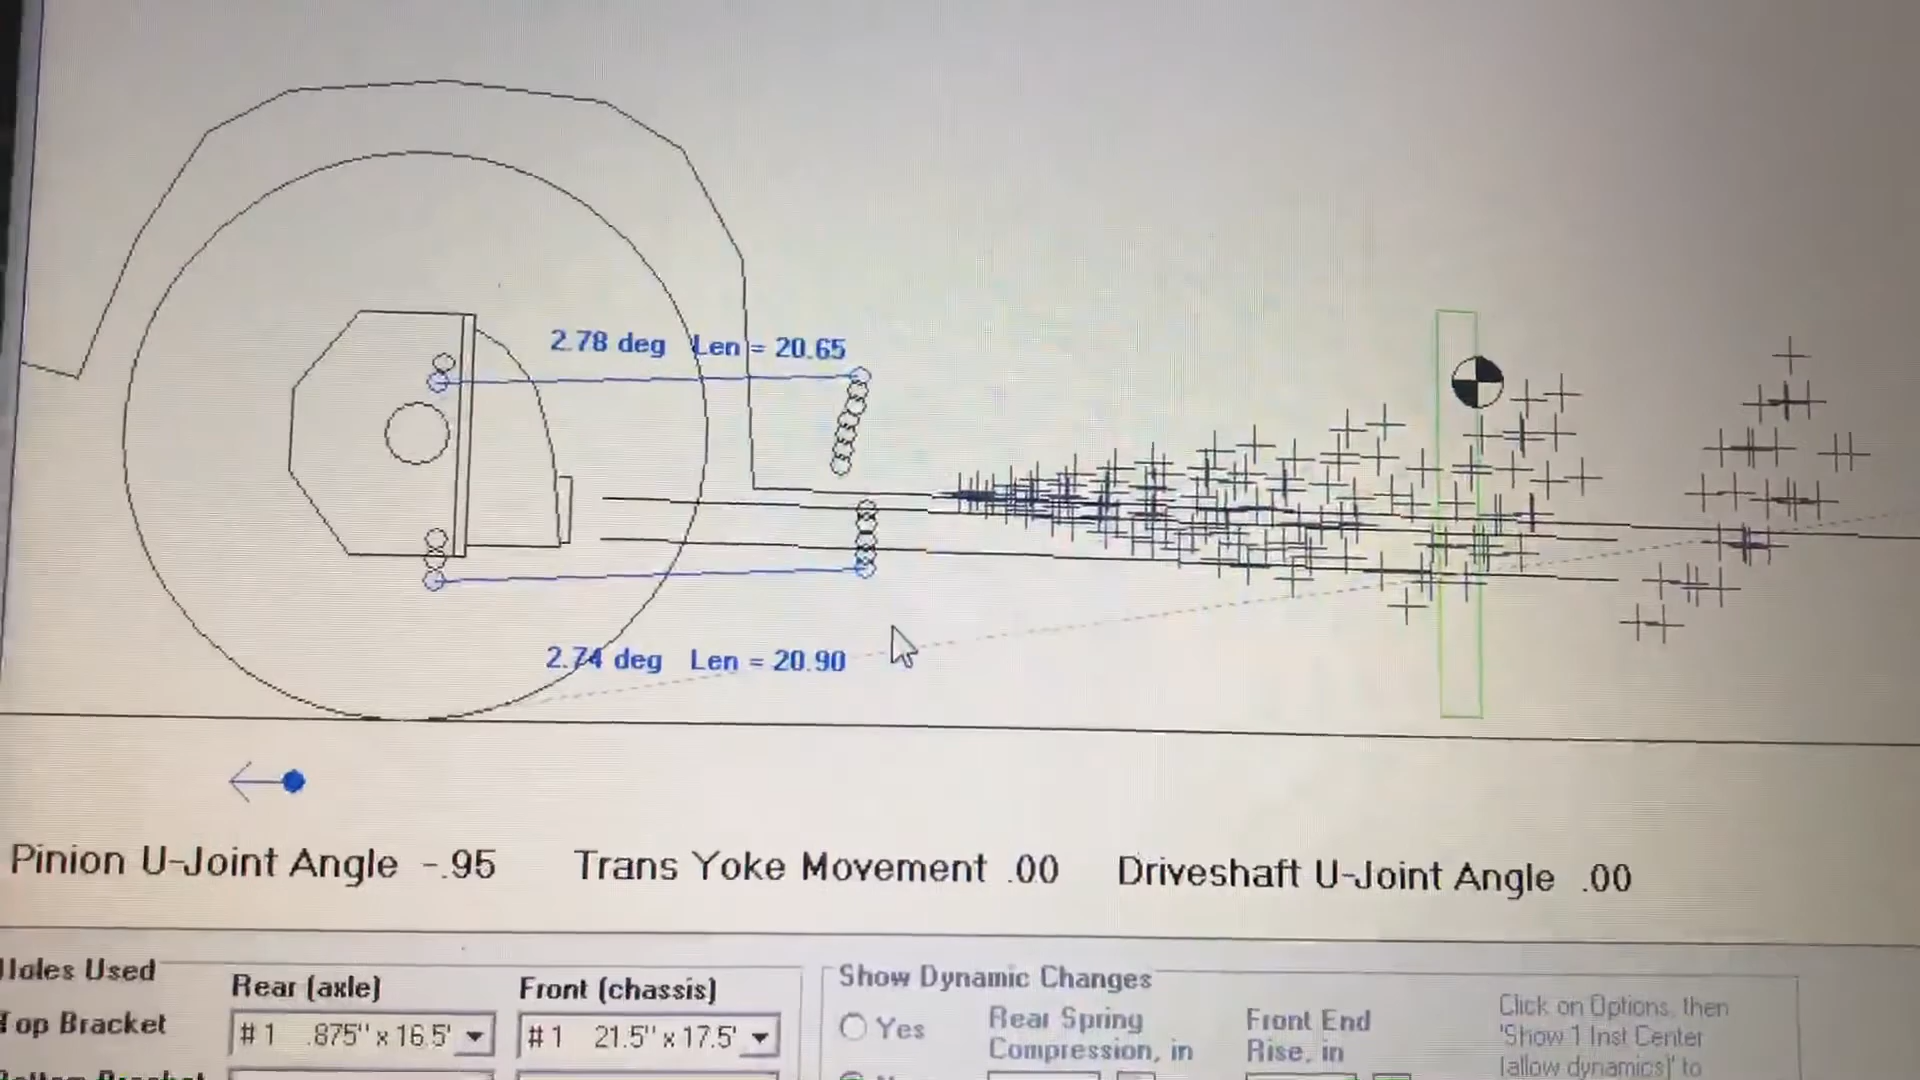 2.78 deg Len = 20.65
2.74 deg Len = 20.90
Pinion U-Joint Angle -.95 Trans Yoke Movement .00 Driveshaft U-Joint Angle .00
Holes Used
Rear (axle) Front (chassis)
Top Bracket #1 .875" x 16.5' #1 21.5" x 17.5'
Show Dynamic Changes
Yes Rear Spring Compression, in Front End Rise, in
Click on Options, then
'Show 1 Inst Center
(allow dynamics)' to